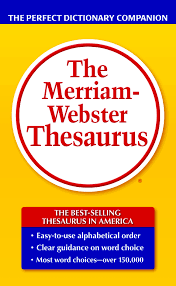 THE PERFECT DICTIONARY COMPANION
The
Merriam-
Webster
Thesaurus
®
THE BEST-SELLING
THESAURUS IN AMERICA
• Easy-to-use alphabetical order
• Clear guidance on word choice
• Most word choices—over 150,000